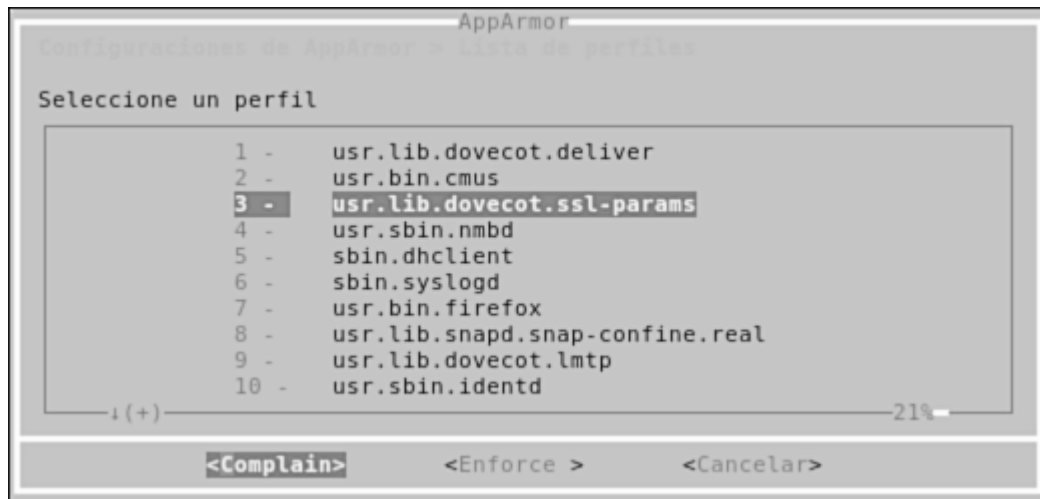 AppArmor
Configuraciones de AppArmor > Lista de perfiles
Seleccione un perfil
1 - usr.lib.dovecot.deliver
2 - usr.bin.cmus
3 - usr.lib.dovecot.ssl-params
4 - usr.sbin.nmbd
5 - sbin.dhclient
6 - sbin.syslogd
7 - usr.bin.firefox
8 - usr.lib.snapd.snap-confine.real
9 - usr.lib.dovecot.lmtp
10 - usr.sbin.identd
↓(+) 21%
<Complain> <Enforce > <Cancelar>